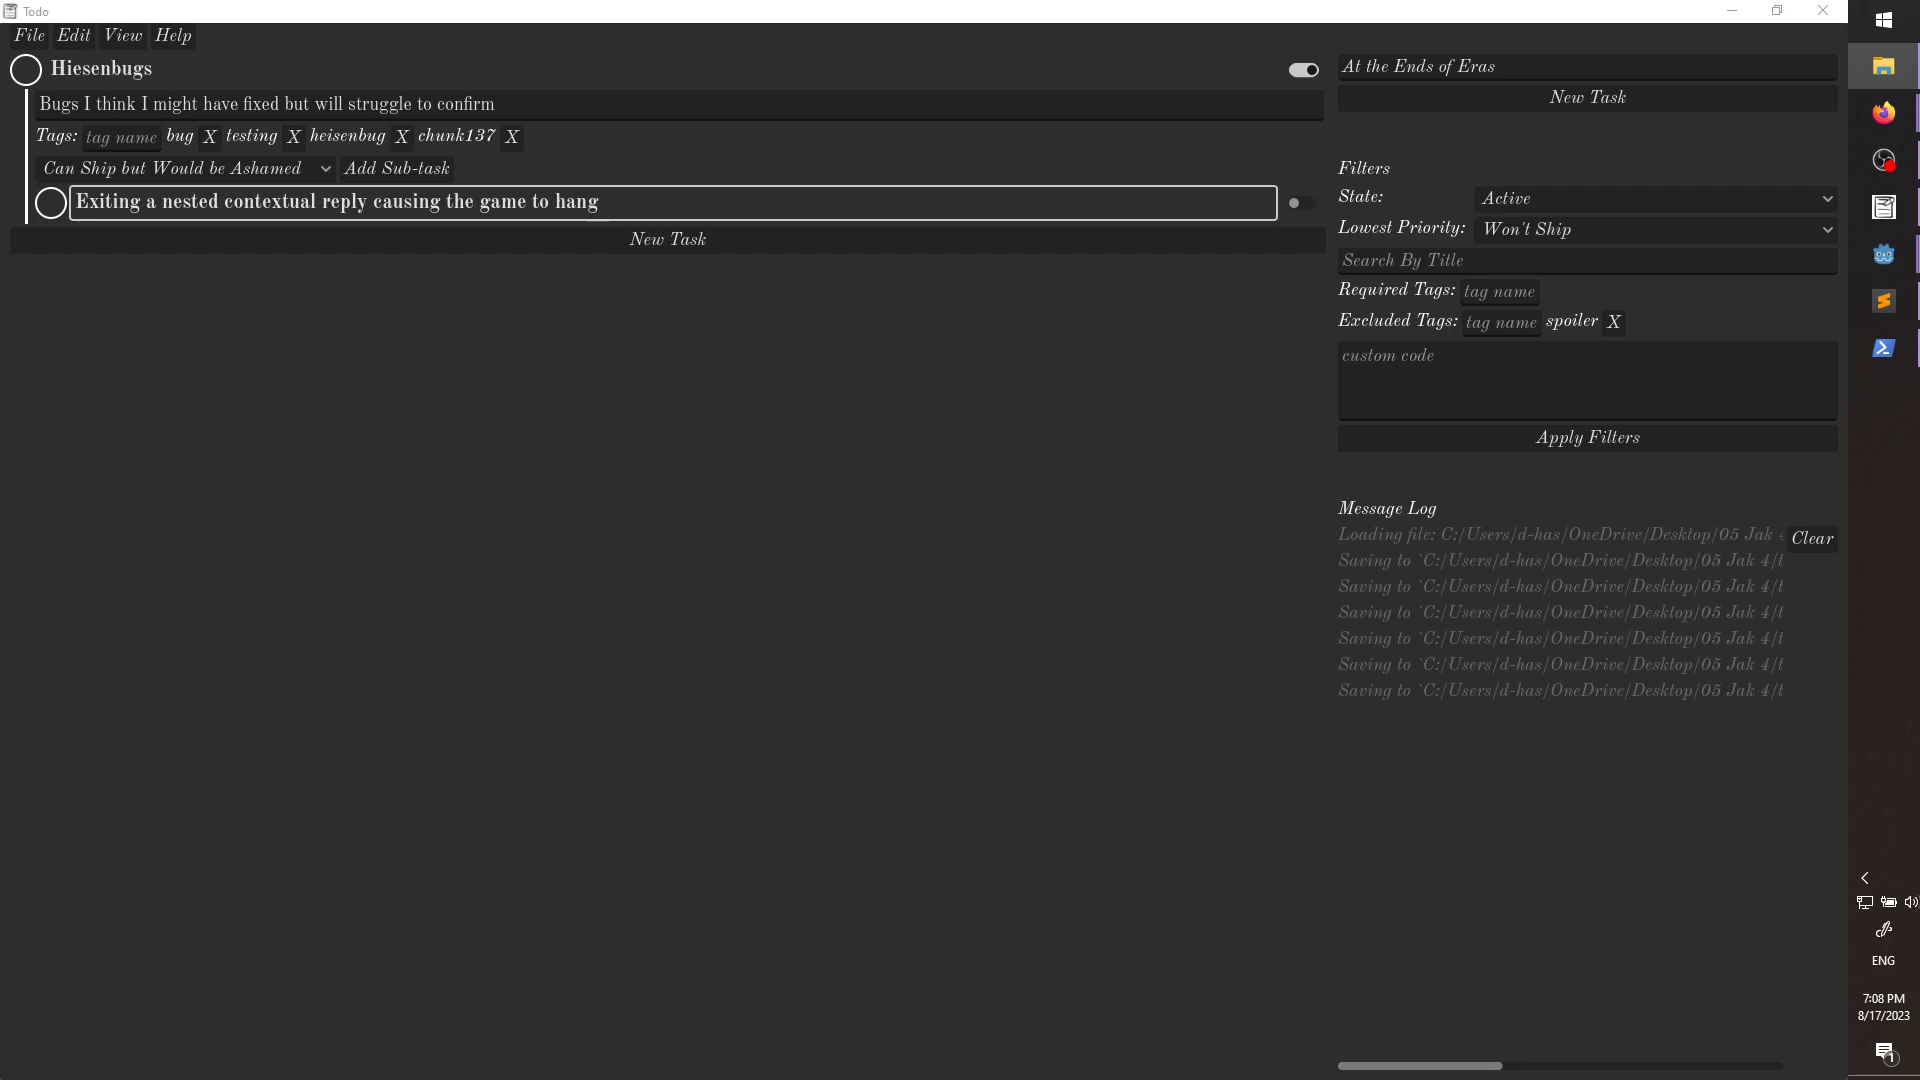 Todo
File Edit View Help
Hiesenbugs
Bugs I think I might have fixed but will struggle to confirm
Tags: tag name bug X testing X heisenbug X chunk137 X
Can Ship but Would be Ashamed Add Sub-task
Exiting a nested contextual reply causing the game to hang
New Task
At the Ends of Eras
New Task
Filters
State: Active
Lowest Priority: Won't Ship
Search By Title
Required Tags: tag name
Excluded Tags: tag name spoiler X
custom code
Apply Filters
Message Log
Loading file: C:/Users/d-has/OneDrive/Desktop/05 Jak 4
Clear
Saving to `C:/Users/d-has/OneDrive/Desktop/05 Jak 4/t
Saving to `C:/Users/d-has/OneDrive/Desktop/05 Jak 4/t
Saving to `C:/Users/d-has/OneDrive/Desktop/05 Jak 4/t
Saving to `C:/Users/d-has/OneDrive/Desktop/05 Jak 4/t
Saving to `C:/Users/d-has/OneDrive/Desktop/05 Jak 4/t
Saving to `C:/Users/d-has/OneDrive/Desktop/05 Jak 4/t
ENG
7:08 PM
8/17/2023
1